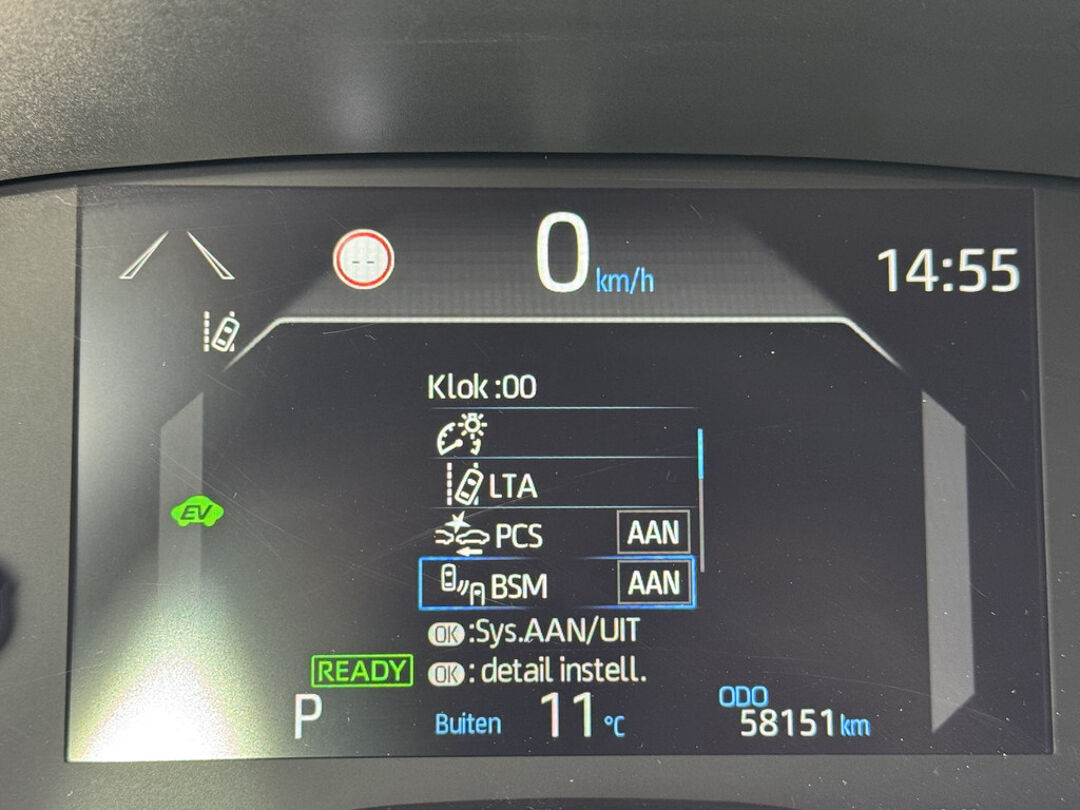 -- 0 km/h 14:55
Klok :00
LTA
PCS AAN
EV
BSM AAN
OK :Sys.AAN/UIT
READY OK : detail instell.
P Buiten 11 °C ODO 58151 km